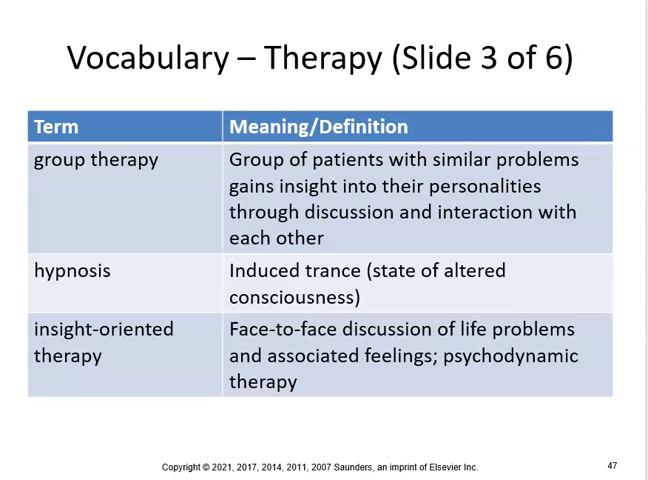 Vocabulary – Therapy (Slide 3 of 6)
Term
Meaning/Definition
group therapy
Group of patients with similar problems
gains insight into their personalities
through discussion and interaction with
each other
hypnosis
Induced trance (state of altered
consciousness)
insight-oriented
therapy
Face-to-face discussion of life problems
and associated feelings; psychodynamic
therapy
Copyright © 2021, 2017, 2014, 2011, 2007 Saunders, an imprint of Elsevier Inc.
47